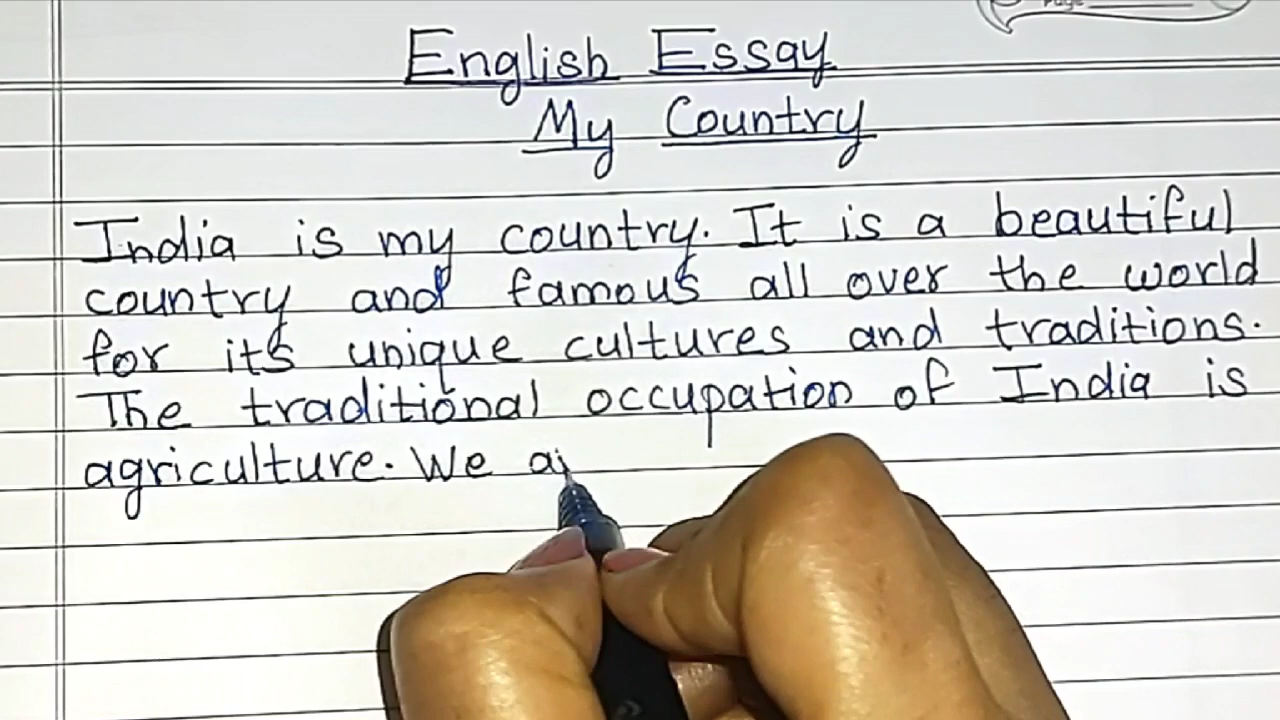 English Essay
My Country
India is my country. It is a beautiful
country and famous all over the world
for its unique cultures and traditions.
The traditional occupation of India is
agriculture. We